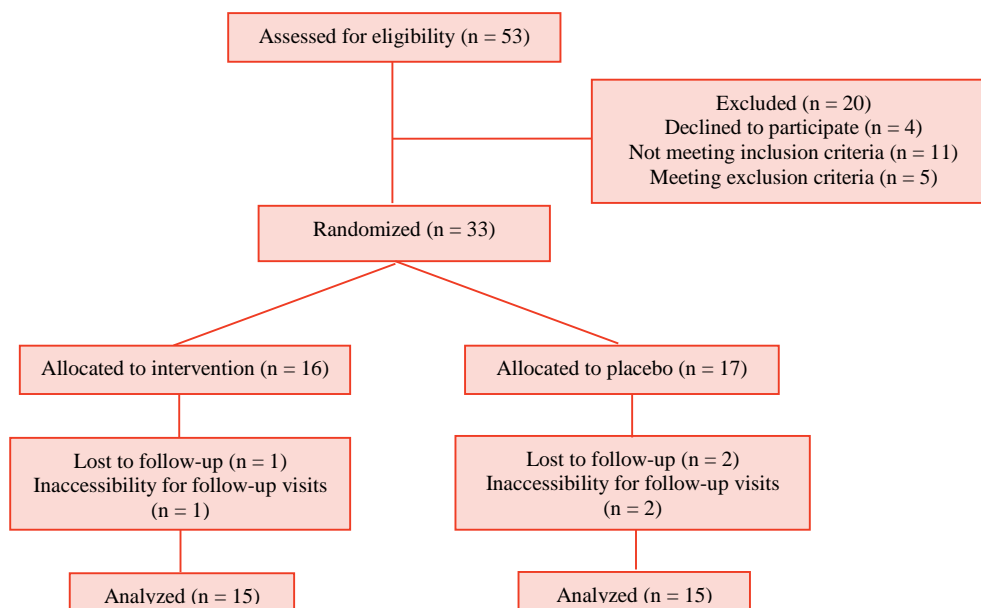 Assessed for eligibility (n = 53)
Excluded (n = 20)
Declined to participate (n = 4)
Not meeting inclusion criteria (n = 11)
Meeting exclusion criteria (n = 5)
Randomized (n = 33)
Allocated to intervention (n = 16)
Allocated to placebo (n = 17)
Lost to follow-up (n = 1)
Inaccessibility for follow-up visits
(n = 1)
Lost to follow-up (n = 2)
Inaccessibility for follow-up visits
(n = 2)
Analyzed (n = 15)
Analyzed (n = 15)